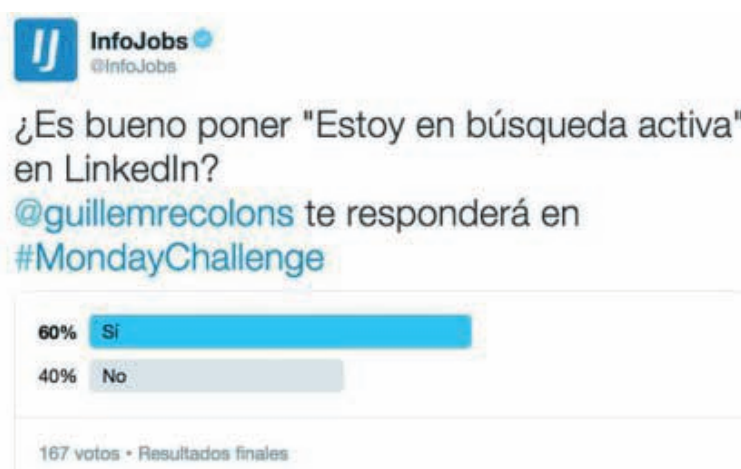 IJ InfoJobs
@InfoJobs
¿Es bueno poner "Estoy en búsqueda activa"
en LinkedIn?
@guillemrecolons te responderá en
#MondayChallenge
60% Sí
40% No
167 votos • Resultados finales